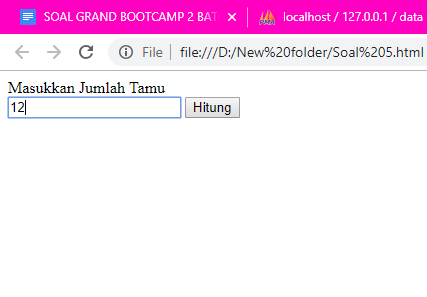 SOAL GRAND BOOTCAMP 2 BAT
localhost / 127.0.0.1 / data
File file:///D:/New%20folder/Soal%205.html
Masukkan Jumlah Tamu
12 Hitung